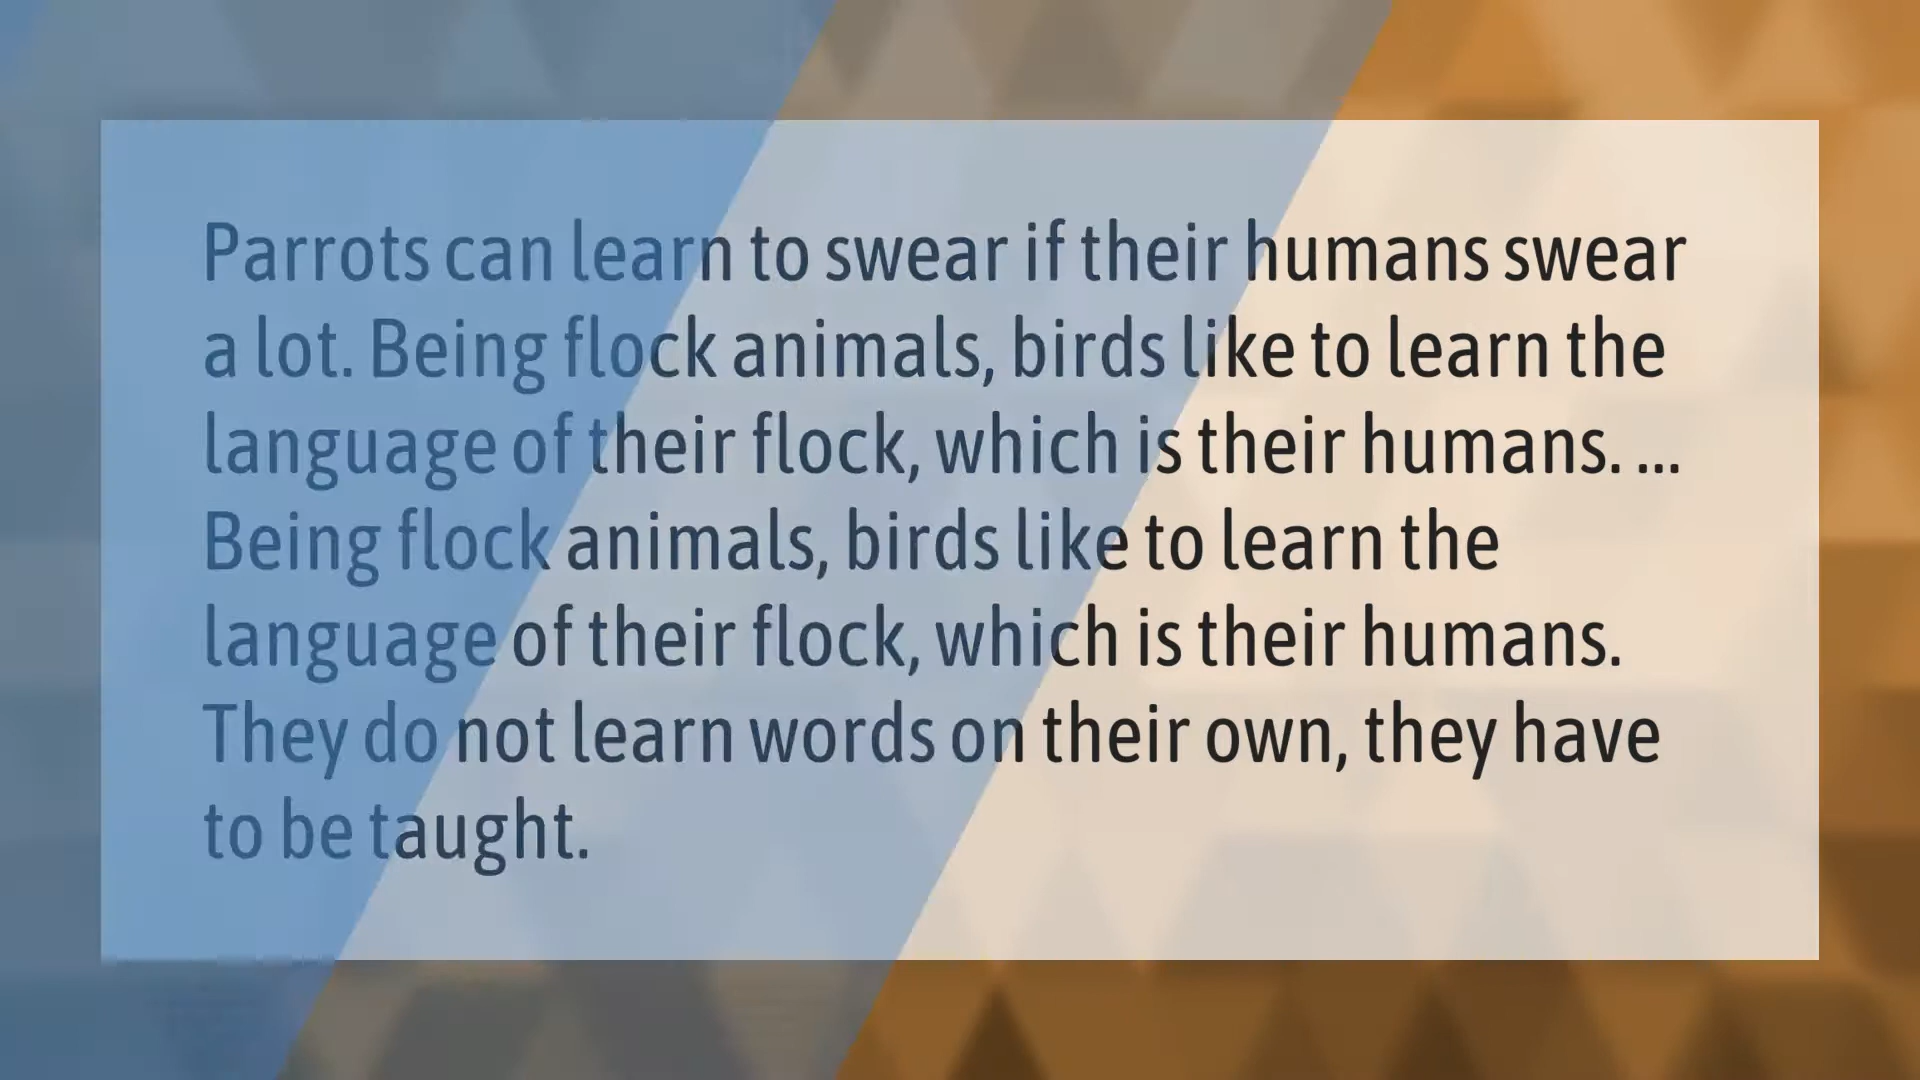 Parrots can learn to swear if their humans swear
a lot. Being flock animals, birds like to learn the
language of their flock, which is their humans. ...
Being flock animals, birds like to learn the
language of their flock, which is their humans.
They do not learn words on their own, they have
to be taught.